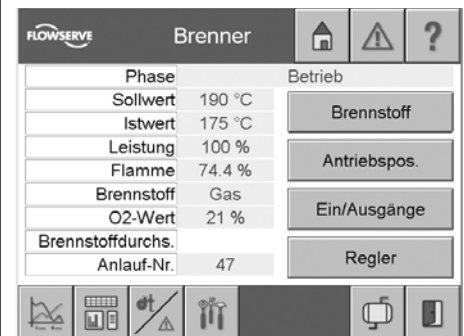 FLOWSERVE Brenner ?
Phase Betrieb
Sollwert 190 °C
Istwert 175 °C
Leistung 100 %
Flamme 74.4 %
Brennstoff Gas
O2-Wert 21 %
Brennstoffdurchs.
Anlauf-Nr. 47
Brennstoff
Antriebspos.
Ein/Ausgänge
Regler